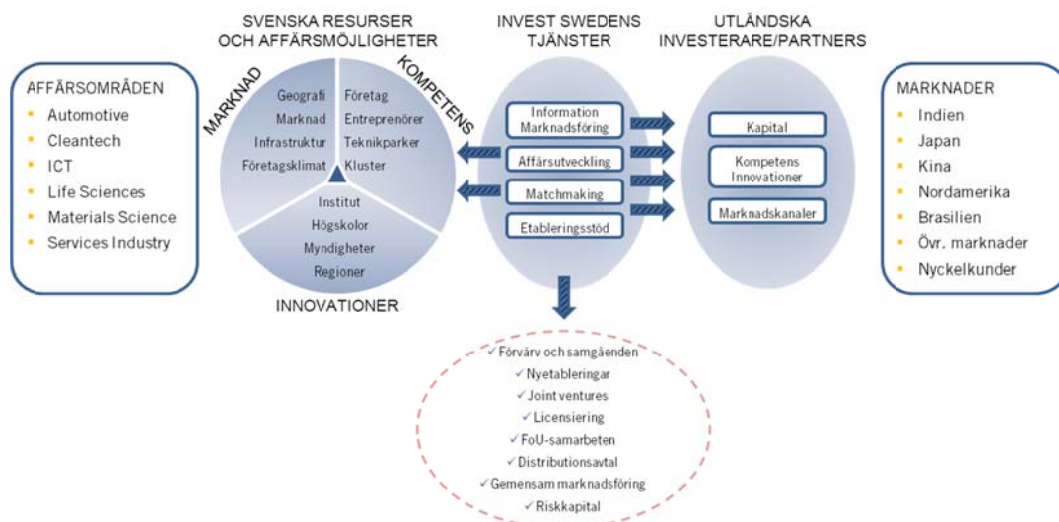 SVENSKA RESURSER
OCH AFFÄRSMÖJLIGHETER
INVEST SWEDENS
TJÄNSTER
UTLÄNDSKA
INVESTERARE/PARTNERS
AFFÄRSOMRÅDEN
Automotive
Cleantech
ICT
Life Sciences
Materials Science
Services Industry
MARKNAD
Geografi
Marknad
Infrastruktur
Företagsklimat
KOMPETENS
Företag
Entreprenörer
Teknikparker
Kluster
Institut
Högskolor
Myndigheter
Regioner
INNOVATIONER
Information
Marknadsföring
Affärsutveckling
Matchmaking
Etableringsstöd
Kapital
Kompetens
Innovationer
Marknadskanaler
MARKNADER
Indien
Japan
Kina
Nordamerika
Brasilien
Övr. marknader
Nyckelkunder
✓ Förvärv och samgåenden
✓ Nyetableringar
✓ Joint ventures
✓ Licensiering
✓ FoU-samarbeten
✓ Distributionsavtal
✓ Gemensam marknadsföring
✓ Riskkapital